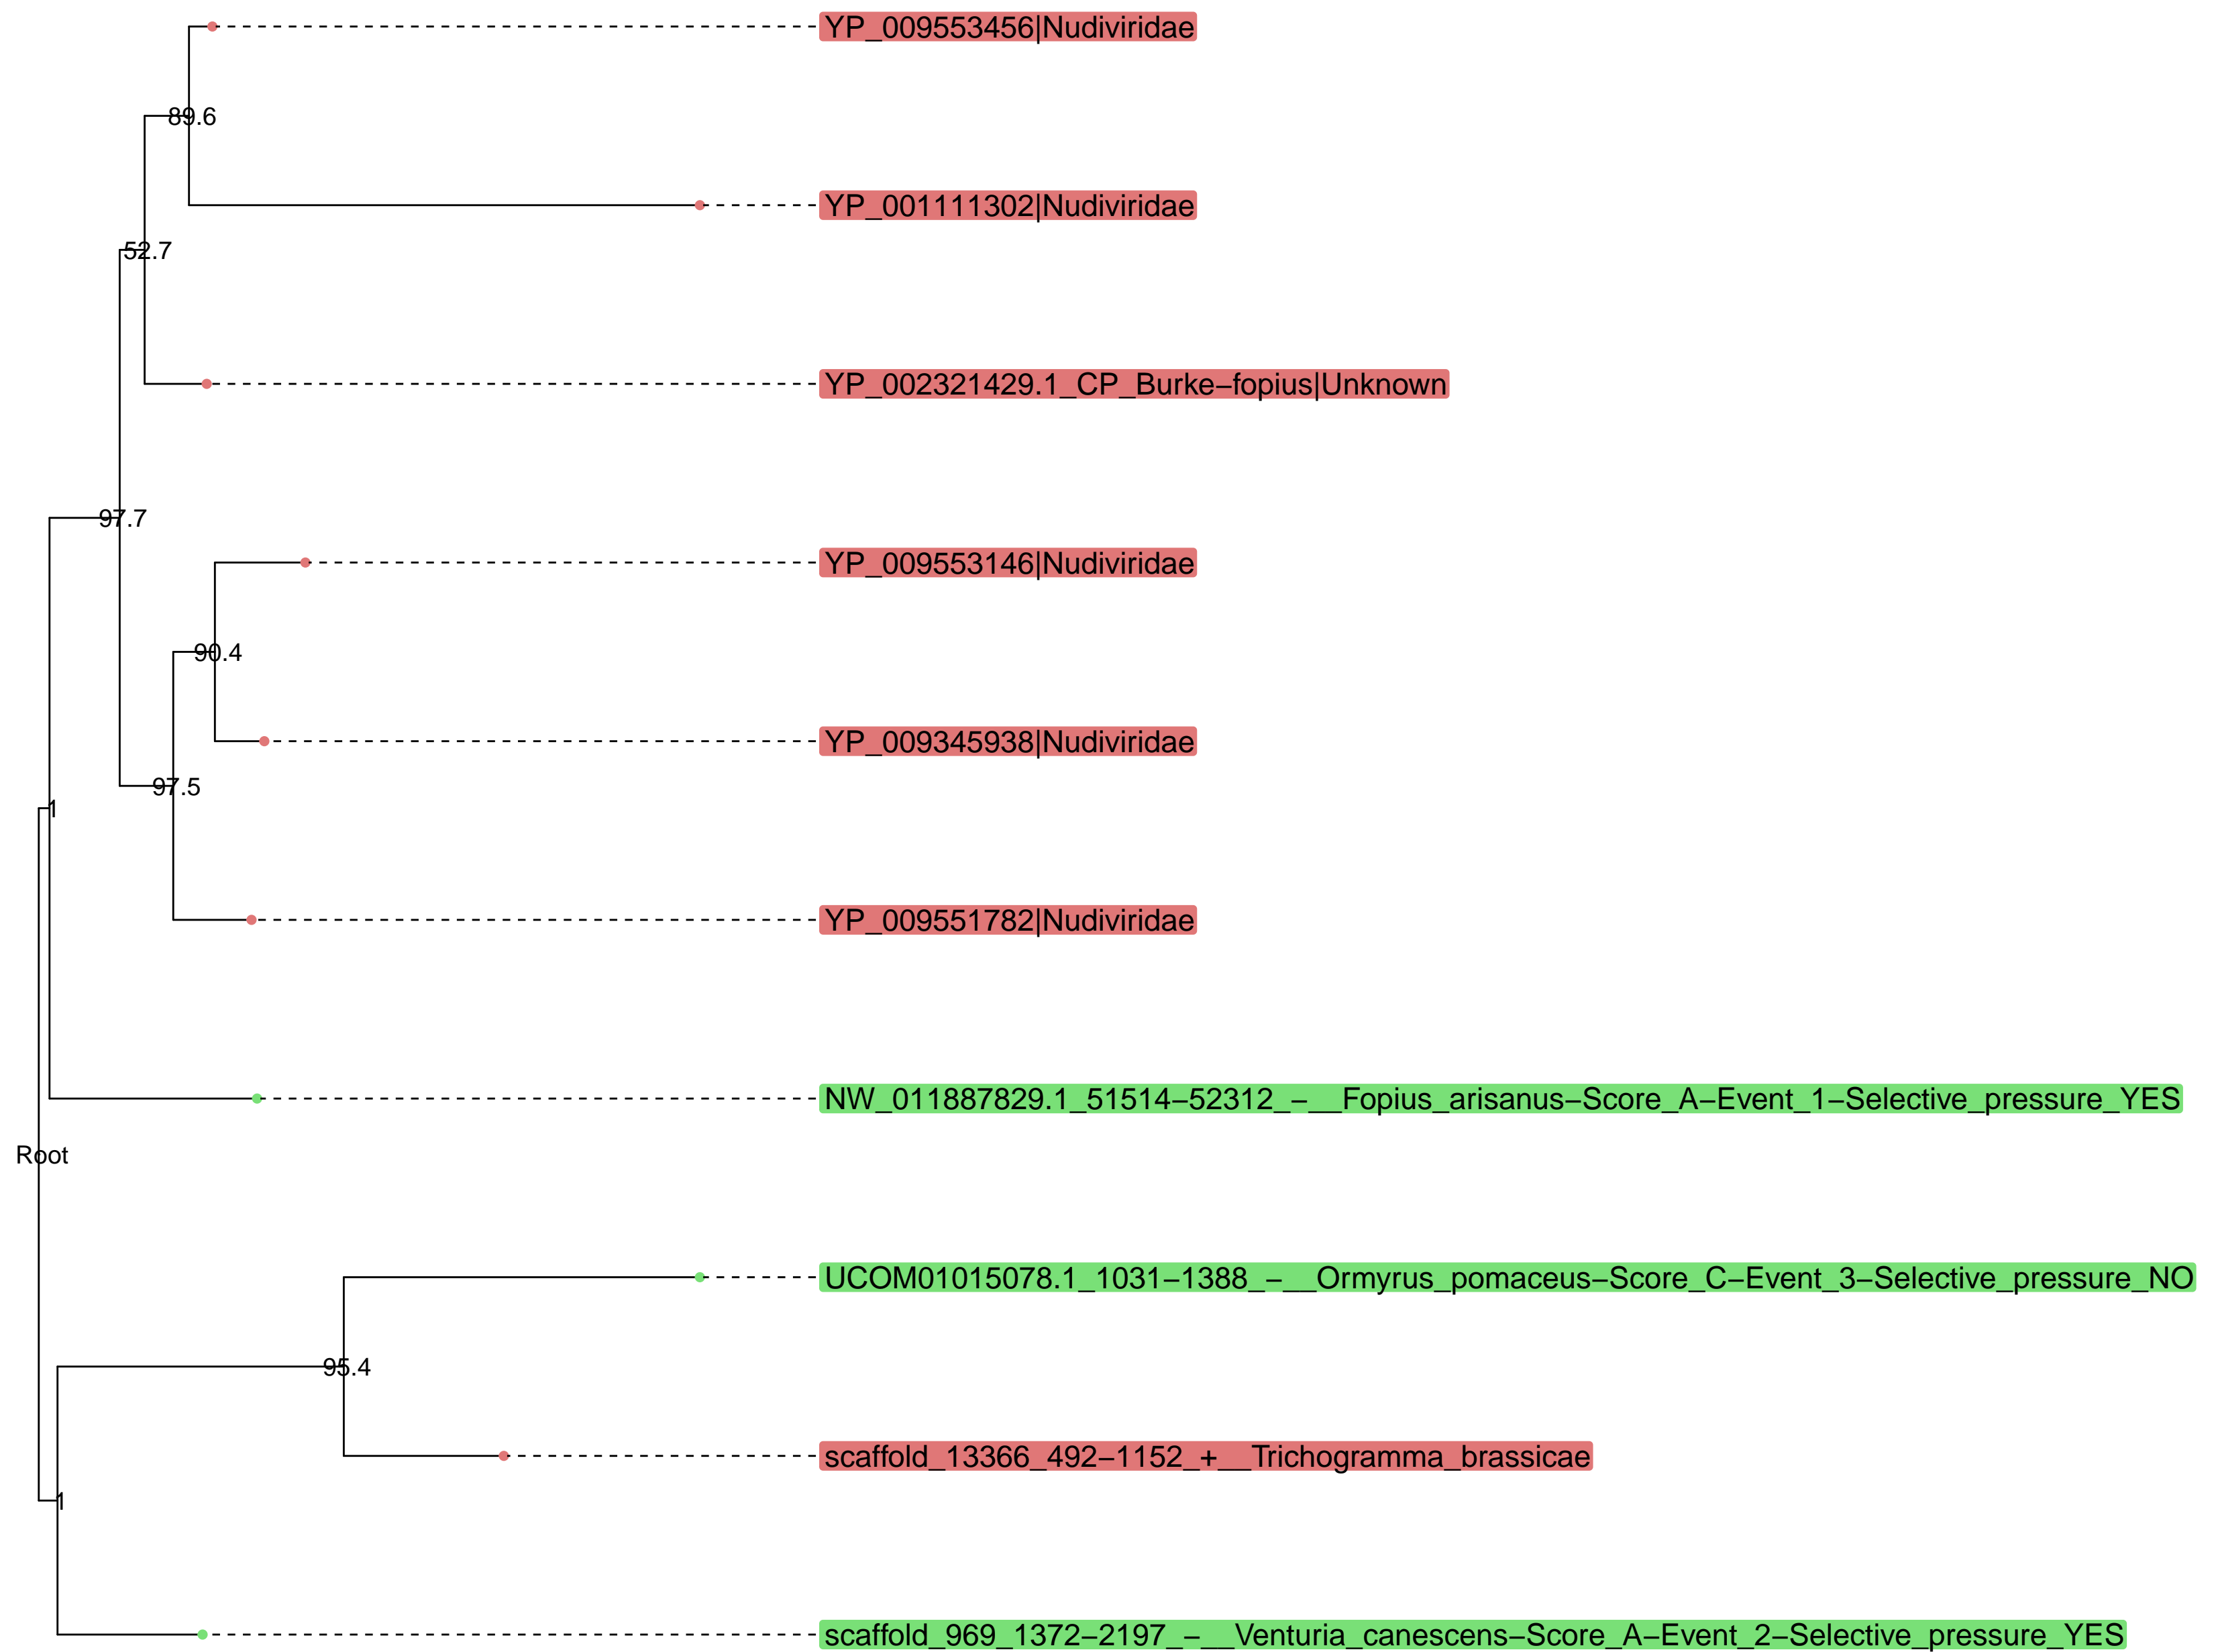 YP_009553456|Nudiviridae
89.6
YP_001111302|Nudiviridae
52.7
YP_002321429.1_CP_Burke−fopius|Unknown
97.7
YP_009553146|Nudiviridae
90.4
YP_009345938|Nudiviridae
97.5
1
YP_009551782|Nudiviridae
NW_011887829.1_51514−52312_−__Fopius_arisanus−Score_A−Event_1−Selective_pressure_YES
Root
UCOM01015078.1_1031−1388_−__Ormyrus_pomaceus−Score_C−Event_3−Selective_pressure_NO
95.4
scaffold_13366_492−1152_+__Trichogramma_brassicae
1
scaffold_969_1372−2197_−__Venturia_canescens−Score_A−Event_2−Selective_pressure_YES